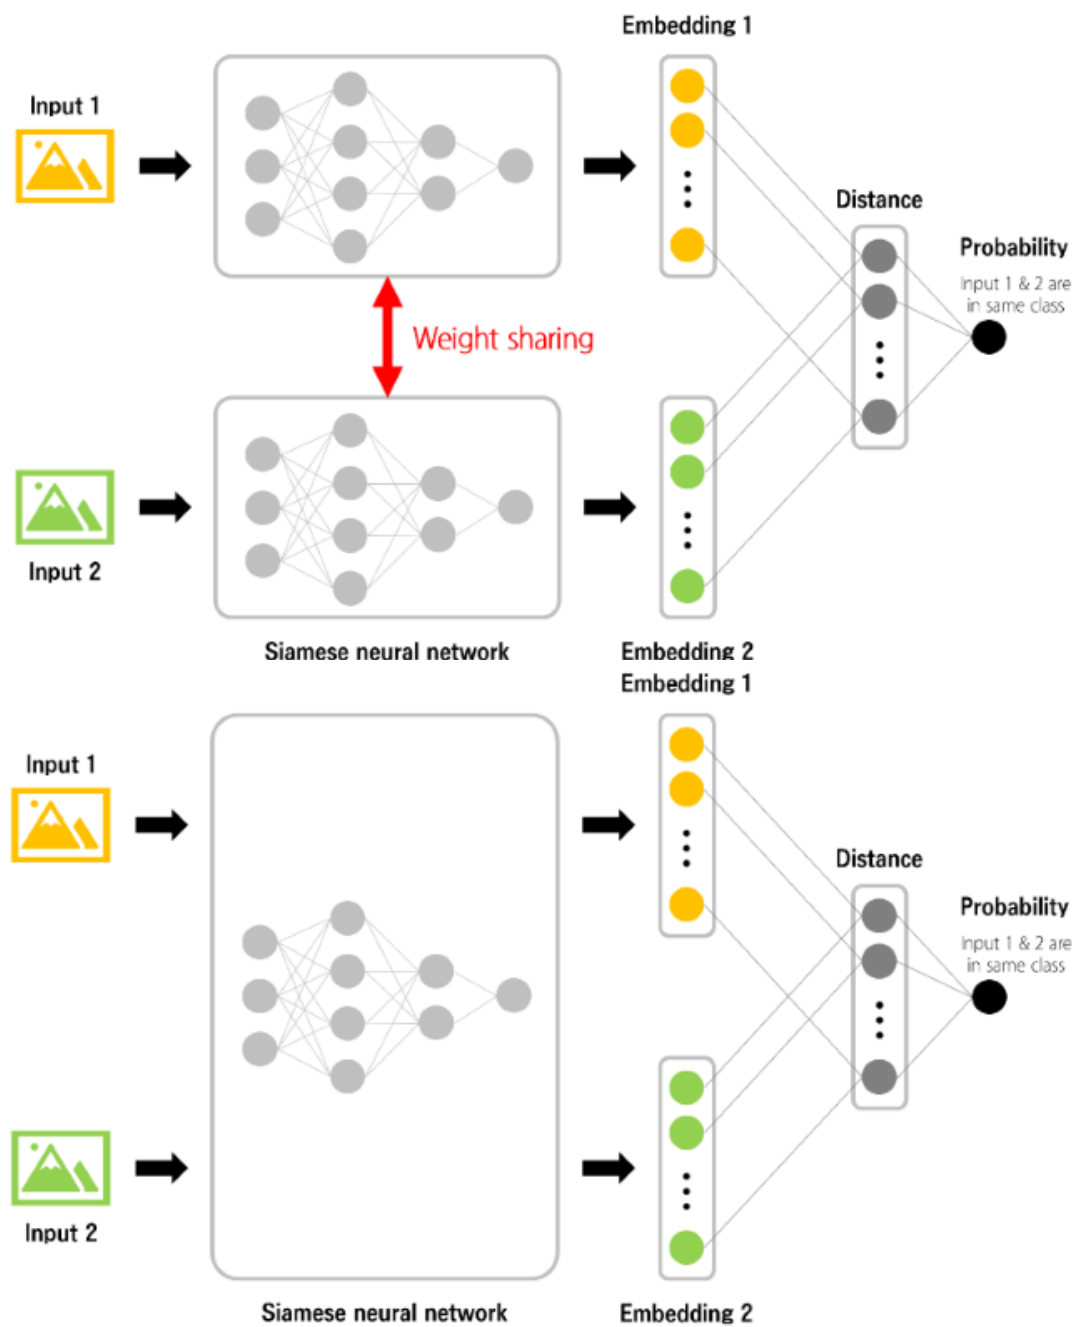 Embedding 1
Input 1
Distance
Probability
Input 1 & 2 are
in same class
Weight sharing
Input 2
Siamese neural network
Embedding 2
Embedding 1
Input 1
Distance
Probability
Input 1 & 2 are
in same class
Input 2
Siamese neural network
Embedding 2